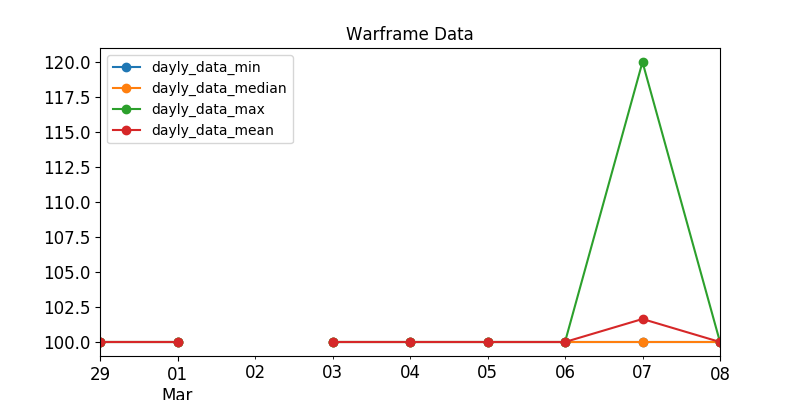 Warframe Data
dayly_data_min
dayly_data_median
dayly_data_max
dayly_data_mean
120.0
117.5
115.0
112.5
110.0
107.5
105.0
102.5
100.0
29 01 02 03 04 05 06 07 08
Mar